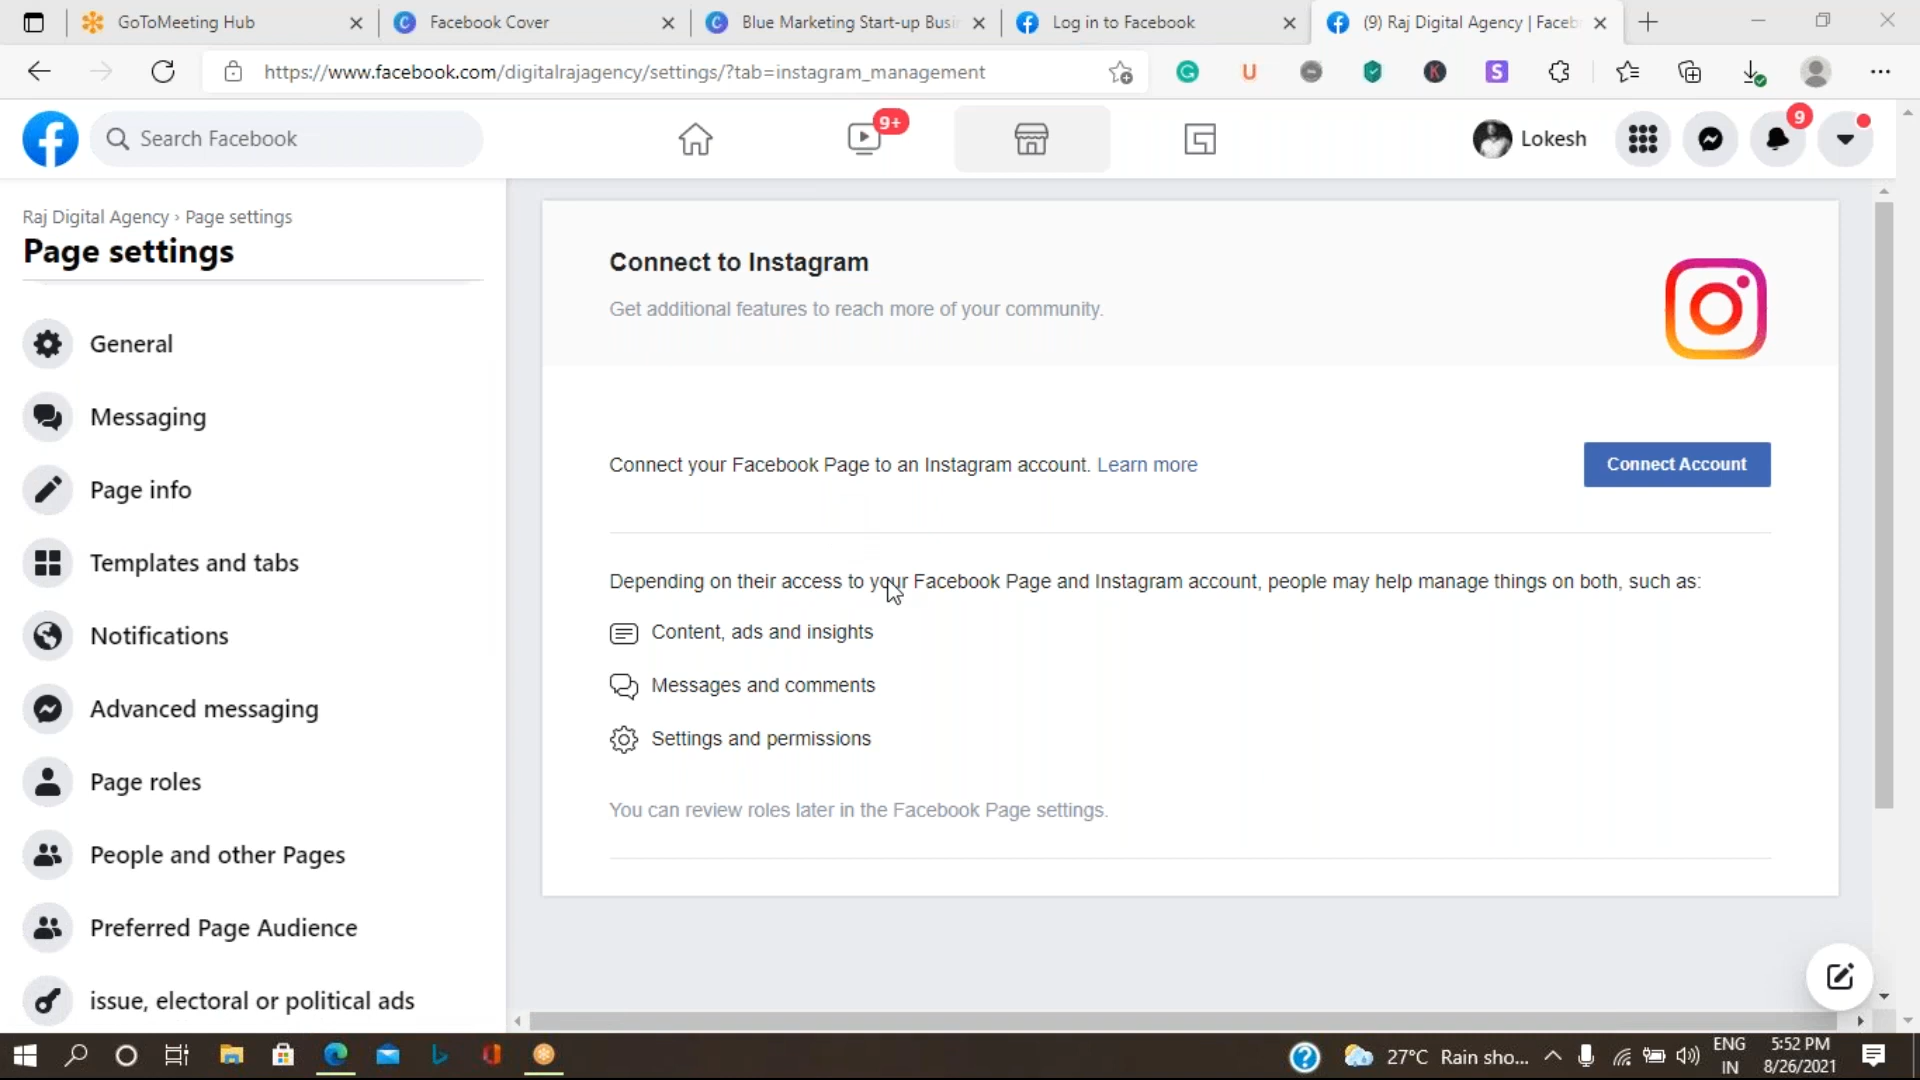 GoToMeeting Hub
Facebook Cover
Blue Marketing Start-up Busi
Log in to Facebook
(9) Raj Digital Agency | Faceb
https://www.facebook.com/digitalrajagency/settings/?tab=instagram_management
Search Facebook
9+
Lokesh
9
Raj Digital Agency › Page settings
Page settings
General
Messaging
Page info
Templates and tabs
Notifications
Advanced messaging
Page roles
People and other Pages
Preferred Page Audience
issue, electoral or political ads
Connect to Instagram
Get additional features to reach more of your community.
Connect your Facebook Page to an Instagram account. Learn more
Connect Account
Depending on their access to your Facebook Page and Instagram account, people may help manage things on both, such as:
Content, ads and insights
Messages and comments
Settings and permissions
You can review roles later in the Facebook Page settings.
27°C Rain sho...
ENG
IN
5:52 PM
8/26/2021